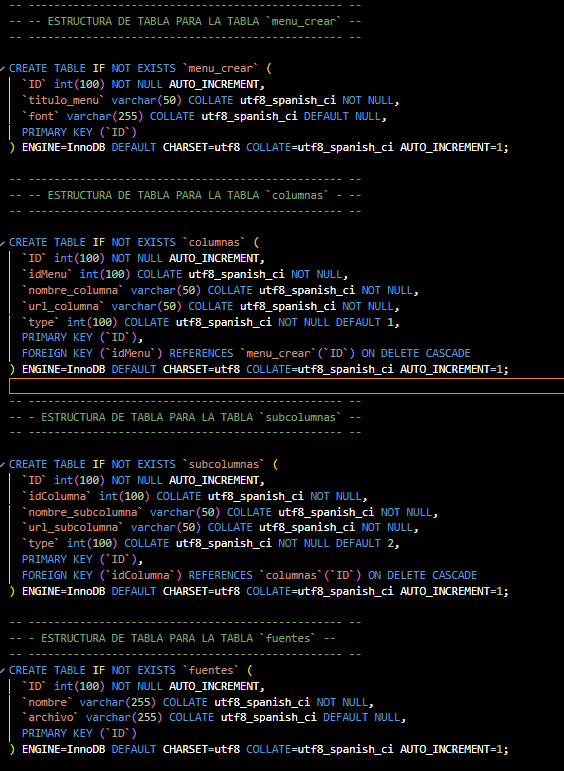 -- ------------------------------------------------ --
-- -- ESTRUCTURA DE TABLA PARA LA TABLA `menu_crear` --
-- ------------------------------------------------ --
CREATE TABLE IF NOT EXISTS `menu_crear` (
`ID` int(100) NOT NULL AUTO_INCREMENT,
`titulo_menu` varchar(50) COLLATE utf8_spanish_ci NOT NULL,
`font` varchar(255) COLLATE utf8_spanish_ci DEFAULT NULL,
PRIMARY KEY (`ID`)
) ENGINE=InnoDB DEFAULT CHARSET=utf8 COLLATE=utf8_spanish_ci AUTO_INCREMENT=1;
-- ------------------------------------------------ --
-- -- ESTRUCTURA DE TABLA PARA LA TABLA `columnas` - --
-- ------------------------------------------------ --
CREATE TABLE IF NOT EXISTS `columnas` (
`ID` int(100) NOT NULL AUTO_INCREMENT,
`idMenu` int(100) COLLATE utf8_spanish_ci NOT NULL,
`nombre_columna` varchar(50) COLLATE utf8_spanish_ci NOT NULL,
`url_columna` varchar(50) COLLATE utf8_spanish_ci NOT NULL,
`type` int(100) COLLATE utf8_spanish_ci NOT NULL DEFAULT 1,
PRIMARY KEY (`ID`),
FOREIGN KEY (`idMenu`) REFERENCES `menu_crear`(`ID`) ON DELETE CASCADE
) ENGINE=InnoDB DEFAULT CHARSET=utf8 COLLATE=utf8_spanish_ci AUTO_INCREMENT=1;
-- ------------------------------------------------ --
-- - ESTRUCTURA DE TABLA PARA LA TABLA `subcolumnas` --
-- ------------------------------------------------ --
CREATE TABLE IF NOT EXISTS `subcolumnas` (
`ID` int(100) NOT NULL AUTO_INCREMENT,
`idColumna` int(100) COLLATE utf8_spanish_ci NOT NULL,
`nombre_subcolumna` varchar(50) COLLATE utf8_spanish_ci NOT NULL,
`url_subcolumna` varchar(50) COLLATE utf8_spanish_ci NOT NULL,
`type` int(100) COLLATE utf8_spanish_ci NOT NULL DEFAULT 2,
PRIMARY KEY (`ID`),
FOREIGN KEY (`idColumna`) REFERENCES `columnas`(`ID`) ON DELETE CASCADE
) ENGINE=InnoDB DEFAULT CHARSET=utf8 COLLATE=utf8_spanish_ci AUTO_INCREMENT=1;
-- ------------------------------------------------ --
-- - ESTRUCTURA DE TABLA PARA LA TABLA `fuentes` --
-- ------------------------------------------------ --
CREATE TABLE IF NOT EXISTS `fuentes` (
`ID` int(100) NOT NULL AUTO_INCREMENT,
`nombre` varchar(255) COLLATE utf8_spanish_ci NOT NULL,
`archivo` varchar(255) COLLATE utf8_spanish_ci DEFAULT NULL,
PRIMARY KEY (`ID`)
) ENGINE=InnoDB DEFAULT CHARSET=utf8 COLLATE=utf8_spanish_ci AUTO_INCREMENT=1;